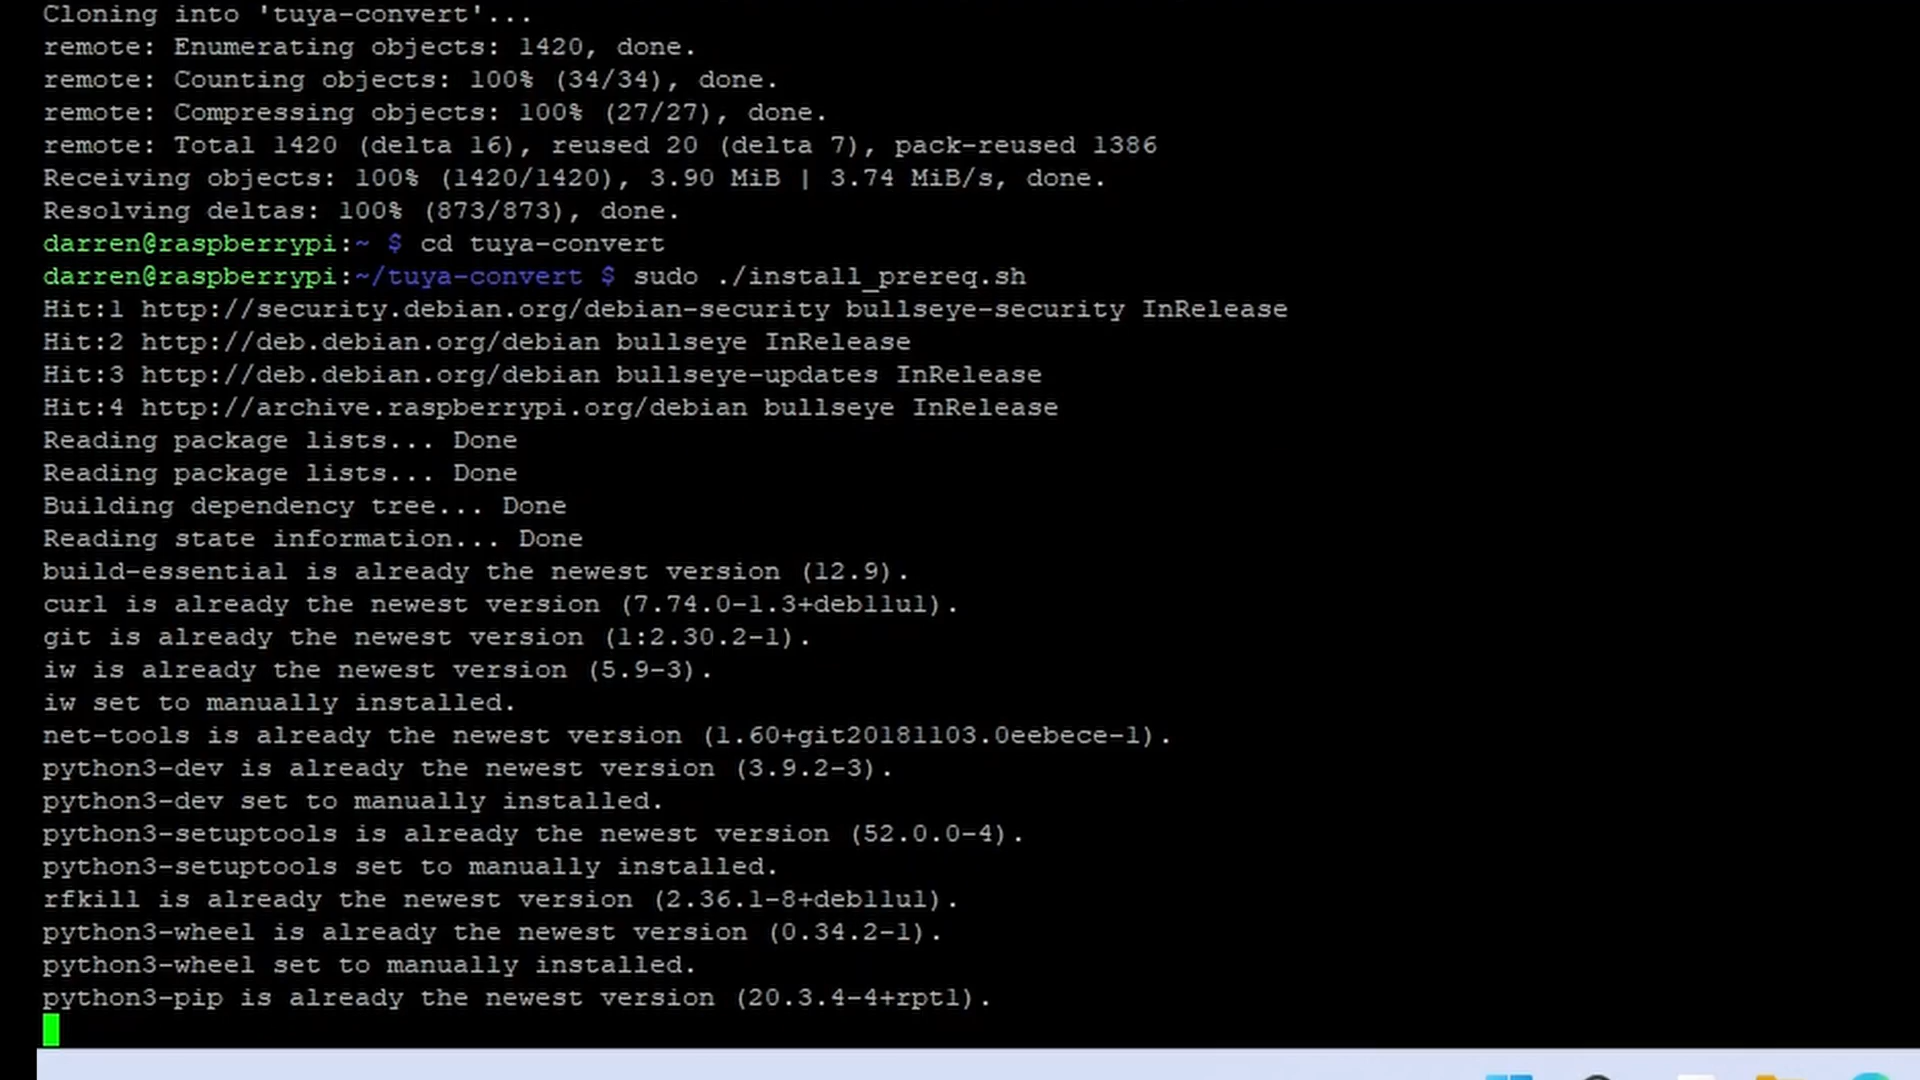 Cloning into 'tuya-convert'...
remote: Enumerating objects: 1420, done.
remote: Counting objects: 100% (34/34), done.
remote: Compressing objects: 100% (27/27), done.
remote: Total 1420 (delta 16), reused 20 (delta 7), pack-reused 1386
Receiving objects: 100% (1420/1420), 3.90 MiB | 3.74 MiB/s, done.
Resolving deltas: 100% (873/873), done.
darren@raspberrypi:~ $ cd tuya-convert
darren@raspberrypi:~/tuya-convert $ sudo ./install_prereq.sh
Hit:1 http://security.debian.org/debian-security bullseye-security InRelease
Hit:2 http://deb.debian.org/debian bullseye InRelease
Hit:3 http://deb.debian.org/debian bullseye-updates InRelease
Hit:4 http://archive.raspberrypi.org/debian bullseye InRelease
Reading package lists... Done
Reading package lists... Done
Building dependency tree... Done
Reading state information... Done
build-essential is already the newest version (12.9).
curl is already the newest version (7.74.0-1.3+deb11u1).
git is already the newest version (1:2.30.2-1).
iw is already the newest version (5.9-3).
iw set to manually installed.
net-tools is already the newest version (1.60+git20181103.0eebece-1).
python3-dev is already the newest version (3.9.2-3).
python3-dev set to manually installed.
python3-setuptools is already the newest version (52.0.0-4).
python3-setuptools set to manually installed.
rfkill is already the newest version (2.36.1-8+deb11u1).
python3-wheel is already the newest version (0.34.2-1).
python3-wheel set to manually installed.
python3-pip is already the newest version (20.3.4-4+rpt1).